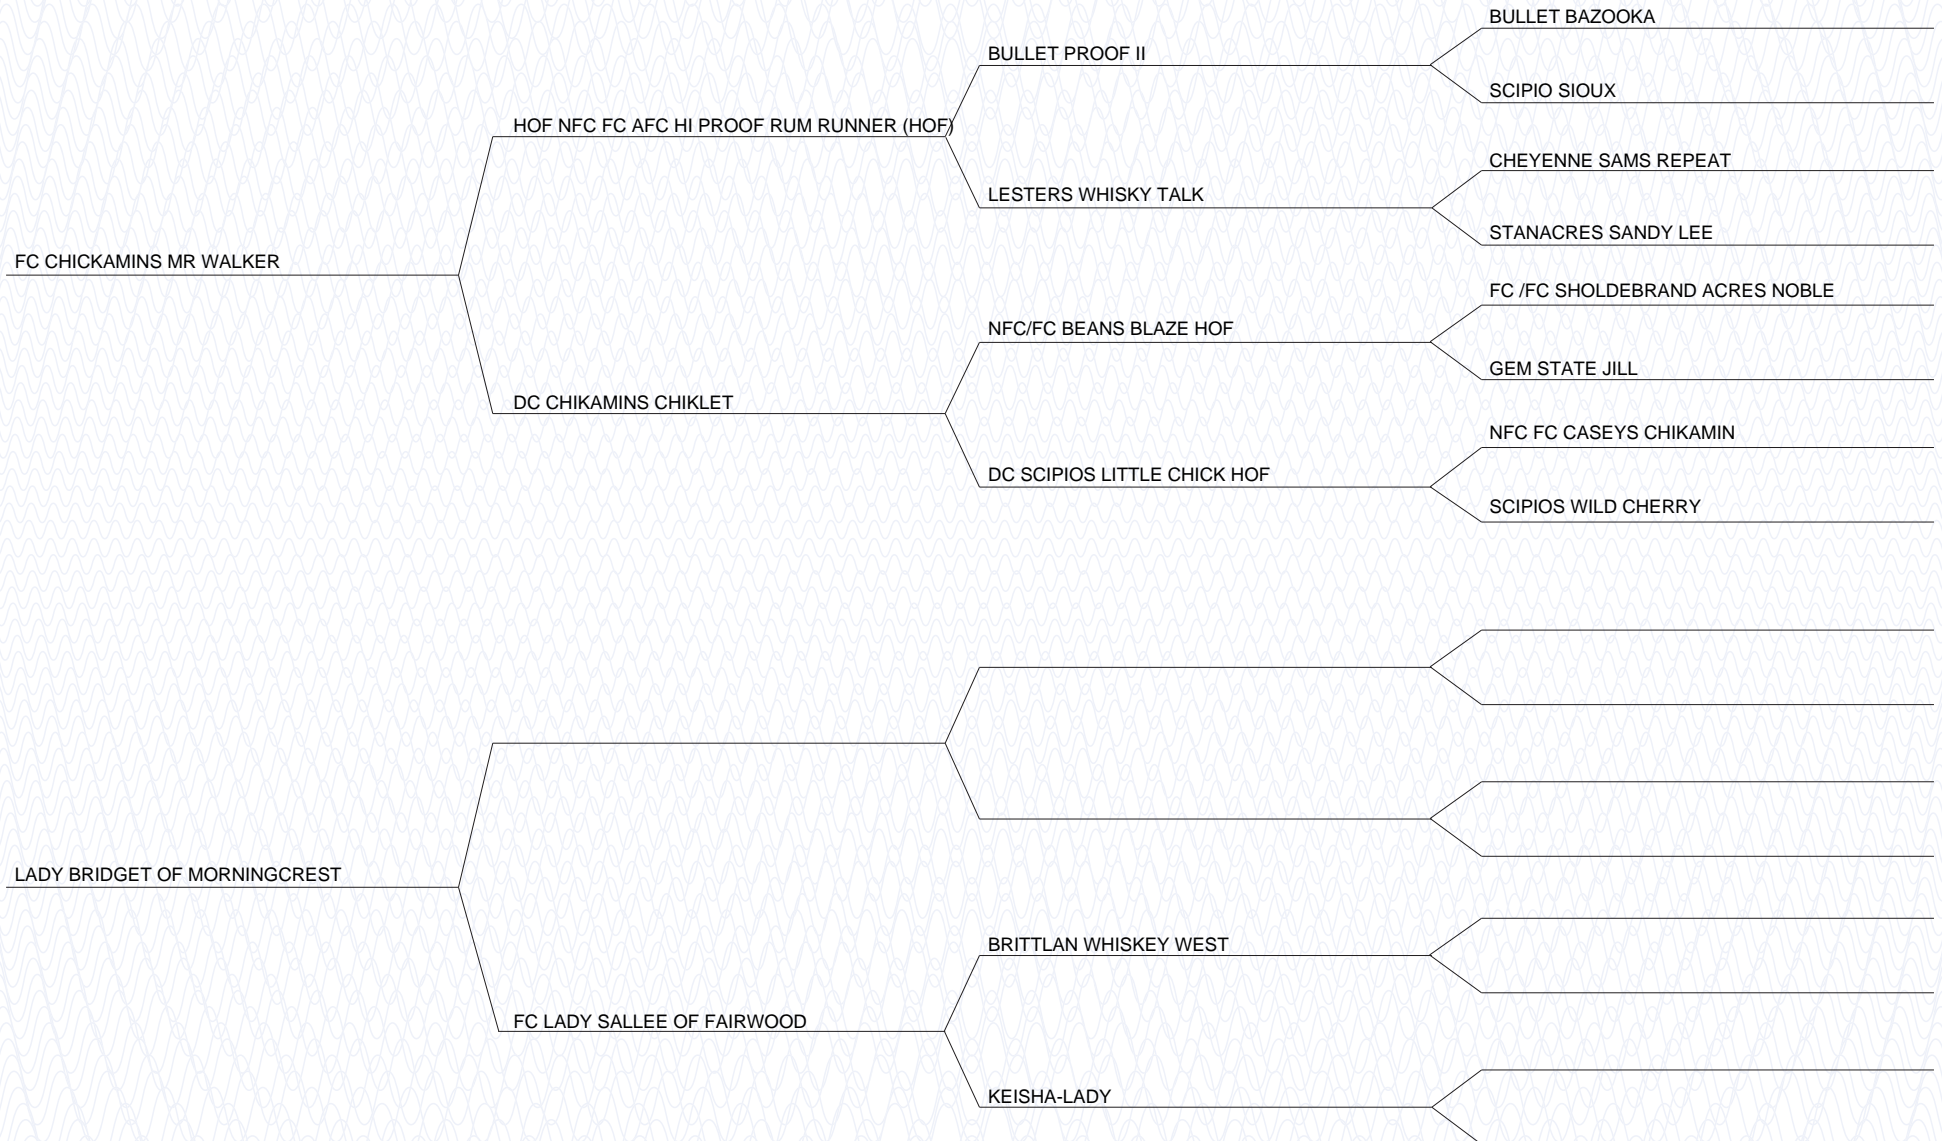 BULLET BAZOOKA
BULLET PROOF II
SCIPIO SIOUX
HOF NFC FC AFC HI PROOF RUM RUNNER (HOF)
CHEYENNE SAMS REPEAT
LESTERS WHISKY TALK
STANACRES SANDY LEE
FC CHICKAMINS MR WALKER
FC /FC SHOLDEBRAND ACRES NOBLE
NFC/FC BEANS BLAZE HOF
GEM STATE JILL
DC CHIKAMINS CHIKLET
NFC FC CASEYS CHIKAMIN
DC SCIPIOS LITTLE CHICK HOF
SCIPIOS WILD CHERRY
LADY BRIDGET OF MORNINGCREST
BRITTLAN WHISKEY WEST
FC LADY SALLEE OF FAIRWOOD
KEISHA-LADY